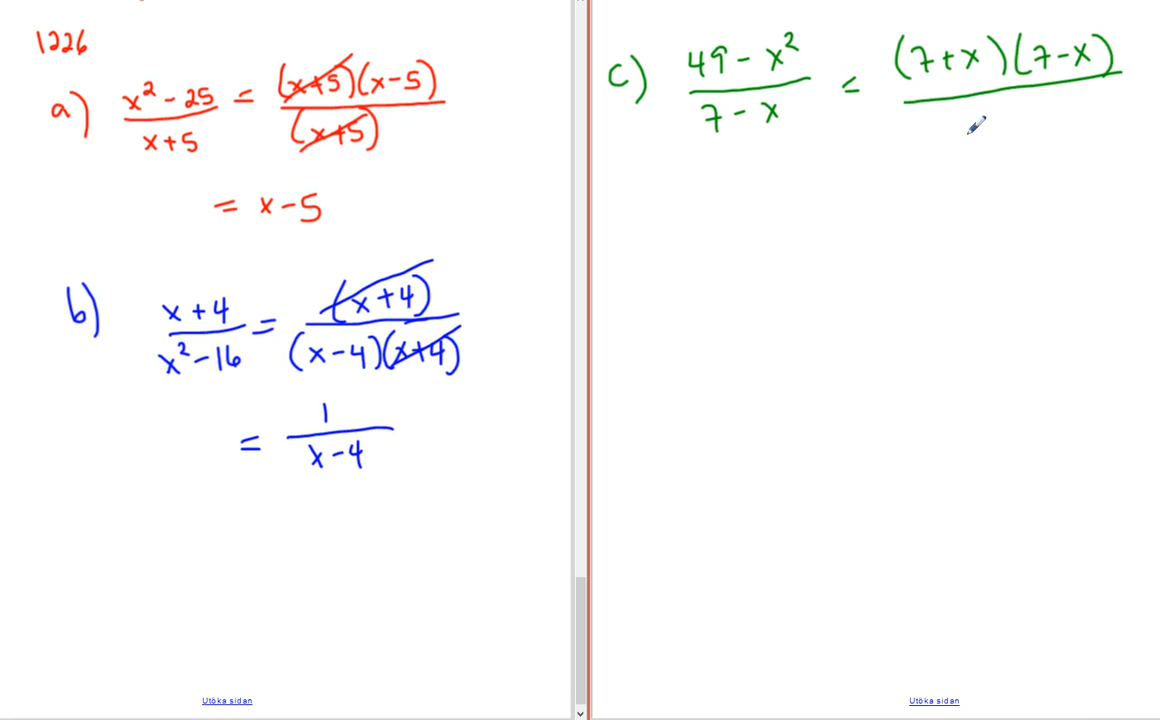 1226
a) x² - 25 / x+5 = (x+5)(x-5) / (x+5)
= x-5
b) x+4 / x²-16 = (x+4) / (x-4)(x+4)
= 1 / x-4
Utöka sidan
c) 49 - x² / 7 - x = (7+x)(7-x)
Utöka sidan